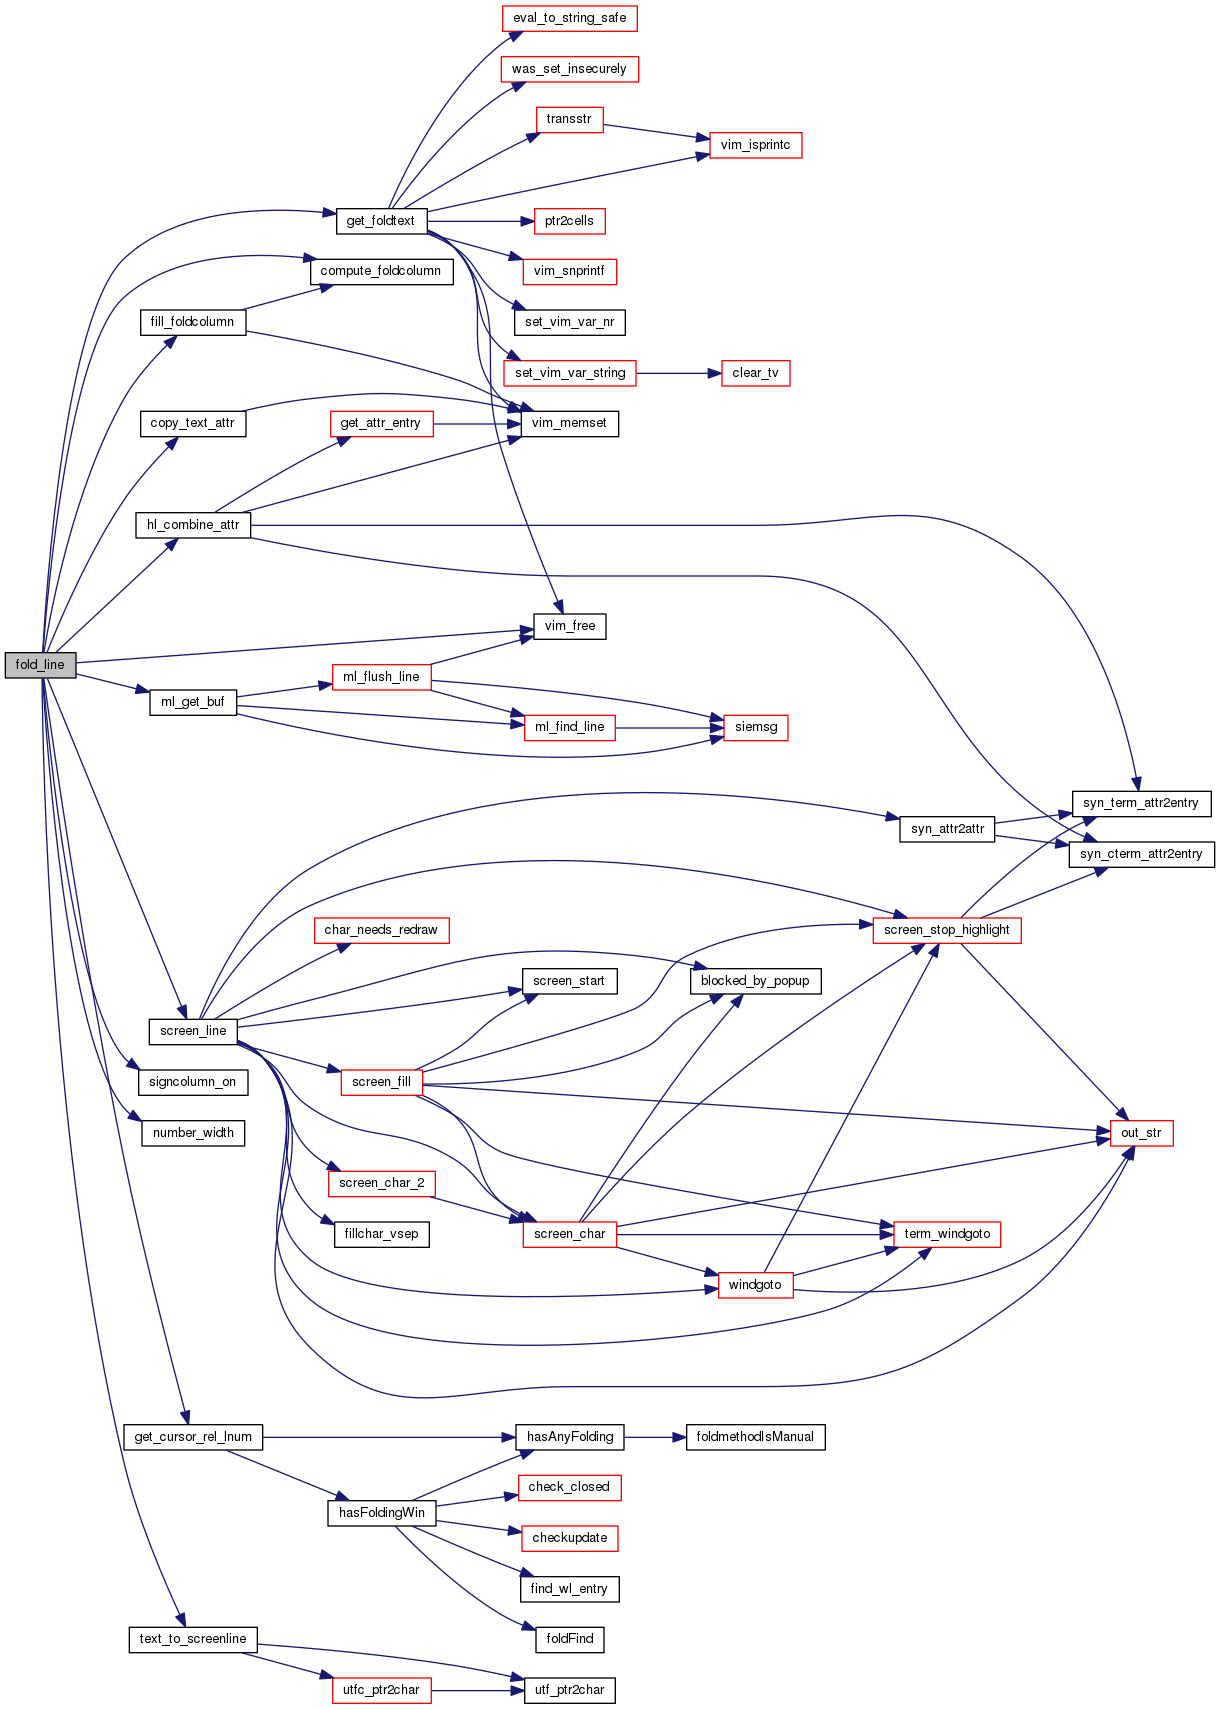 eval_to_string_safe
was_set_insecurely
transstr
vim_isprintc
get_foldtext
ptr2cells
compute_foldcolumn
vim_snprintf
fill_foldcolumn
set_vim_var_nr
set_vim_var_string
clear_tv
copy_text_attr
get_attr_entry
vim_memset
hl_combine_attr
vim_free
fold_line
ml_flush_line
ml_get_buf
ml_find_line
siemsg
syn_term_attr2entry
syn_attr2attr
syn_cterm_attr2entry
char_needs_redraw
screen_stop_highlight
screen_start
blocked_by_popup
screen_line
signcolumn_on
screen_fill
number_width
out_str
screen_char_2
fillchar_vsep
screen_char
term_windgoto
windgoto
get_cursor_rel_lnum
hasAnyFolding
foldmethodIsManual
check_closed
hasFoldingWin
checkupdate
find_wl_entry
text_to_screenline
foldFind
utfc_ptr2char
utf_ptr2char